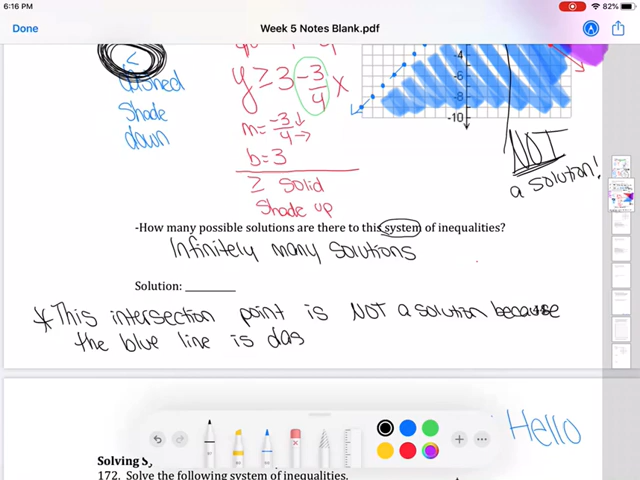 6:16 PM
82%
Done
Week 5 Notes Blank.pdf
<
dashed
Shade
down
y ≥ 3 -3/4 x
m = -3/4
b = 3
≥ Solid
Shade up
-4
-6
-8
-10
NOT
a solution!
-How many possible solutions are there to this system of inequalities?
Infinitely many solutions
Solution: ________
*This intersection point is NOT a solution because
the blue line is das
Hello
Solving Sy
172. Solve the following system of inequalities.